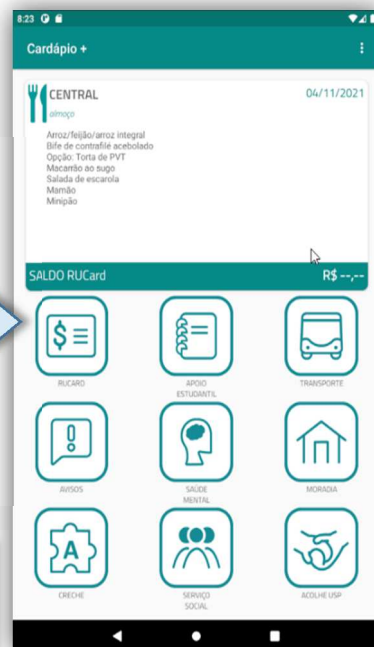 8:23
Cardápio +
CENTRAL
04/11/2021
almoço
Arroz/feijão/arroz integral
Bife de contrafilé acebolado
Opção: Torta de PVT
Macarrão ao sugo
Salada de escarola
Mamão
Minipão
SALDO RUCard
R$ --,--
$
RUCARD
APOIO
ESTUDANTIL
TRANSPORTE
!
AVISOS
SAÚDE
MENTAL
MORADIA
A
CRECHE
SERVIÇO
SOCIAL
ACOLHE USP